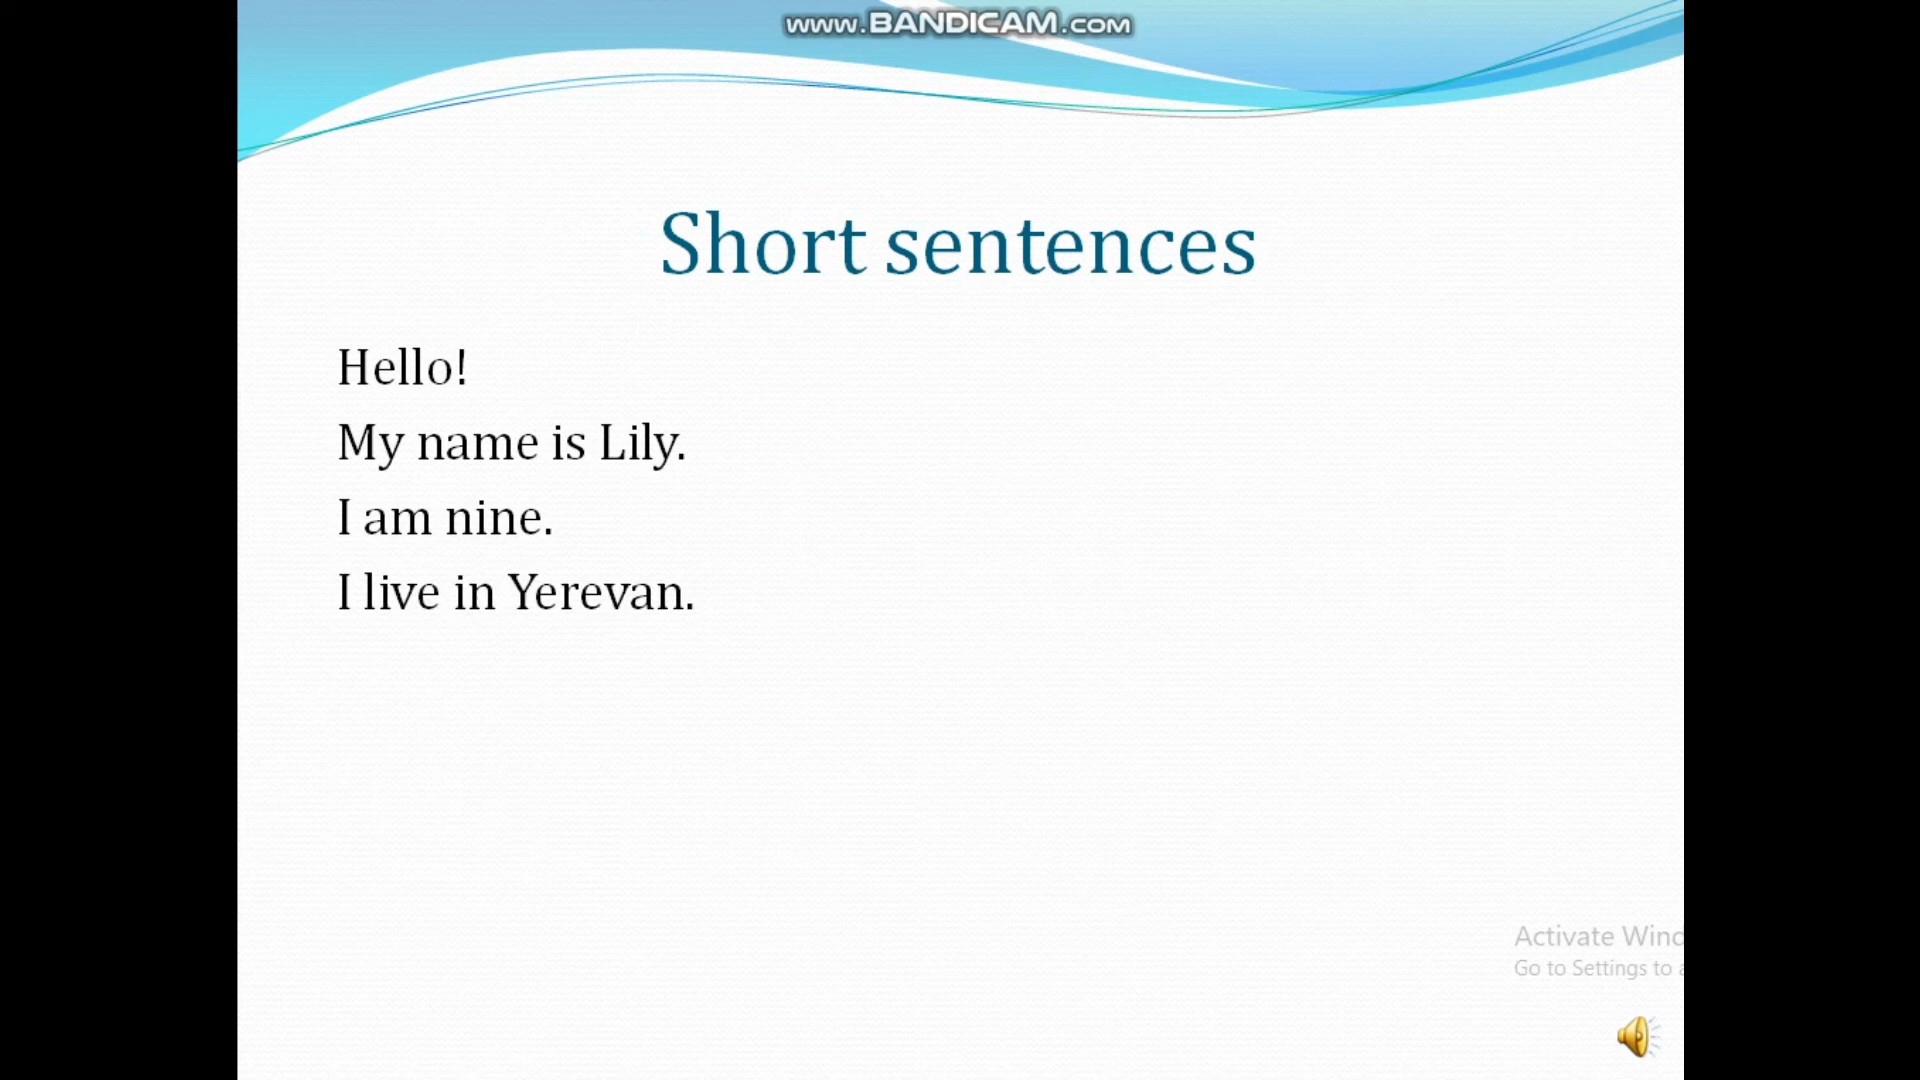 www.BANDICAM.com
Short sentences
Hello!
My name is Lily.
I am nine.
I live in Yerevan.
Activate Winc
Go to Settings to a